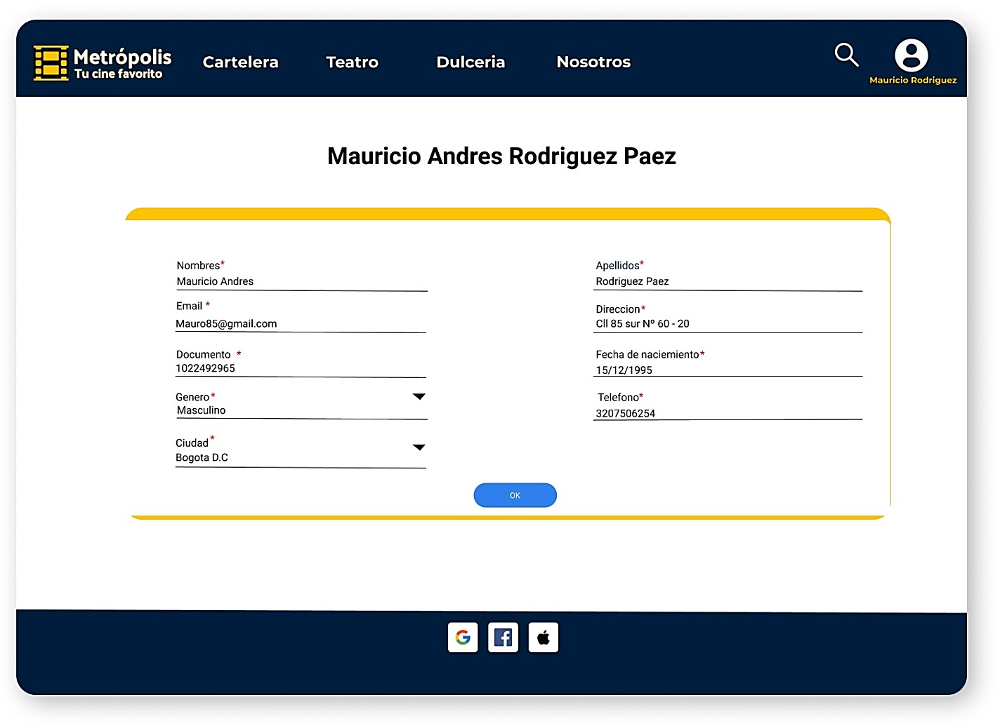 Metrópolis
Tu cine favorito
Cartelera
Teatro
Dulceria
Nosotros
Mauricio Rodriguez
Mauricio Andres Rodriguez Paez
Nombres*
Mauricio Andres
Apellidos*
Rodriguez Paez
Email *
Mauro85@gmail.com
Direccion*
Cll 85 sur Nº 60 - 20
Documento *
1022492965
Fecha de naciemiento*
15/12/1995
Genero*
Masculino
Telefono*
3207506254
Ciudad*
Bogota D.C
OK